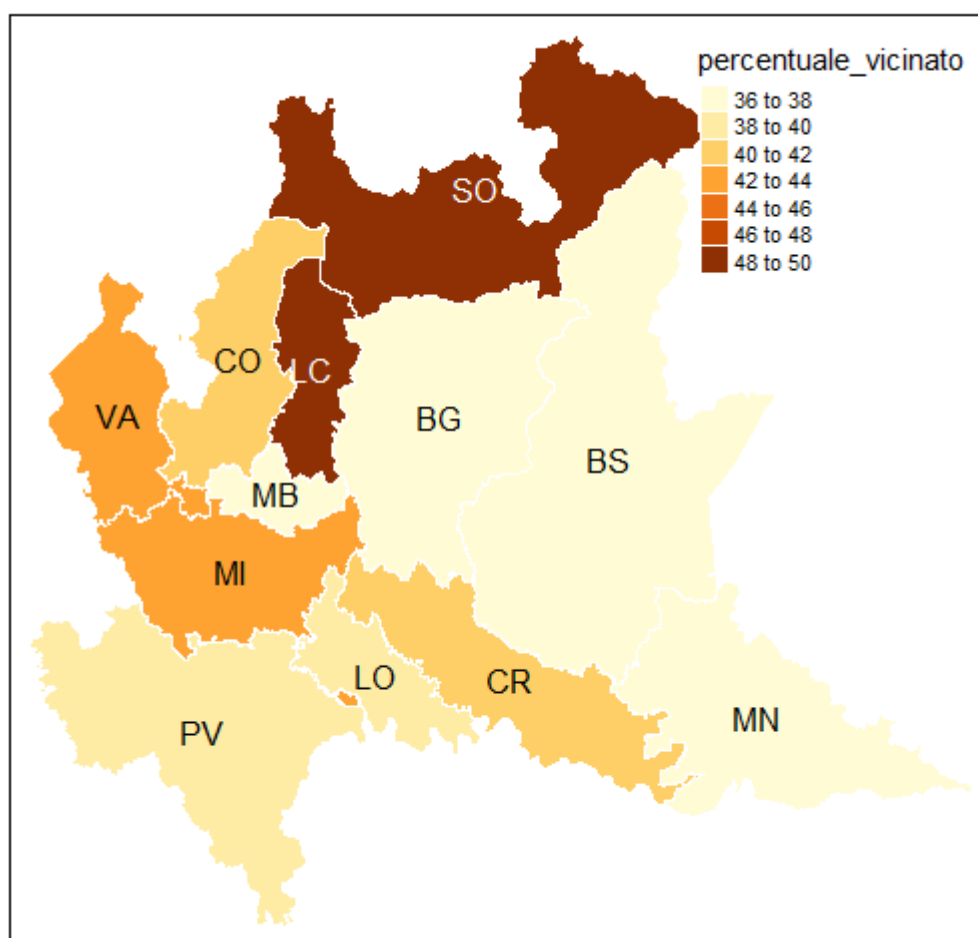 percentuale_vicinato
36 to 38
38 to 40
40 to 42
42 to 44
44 to 46
46 to 48
48 to 50
SO
CO
LC
VA
BG
BS
MB
MI
LO
CR
MN
PV